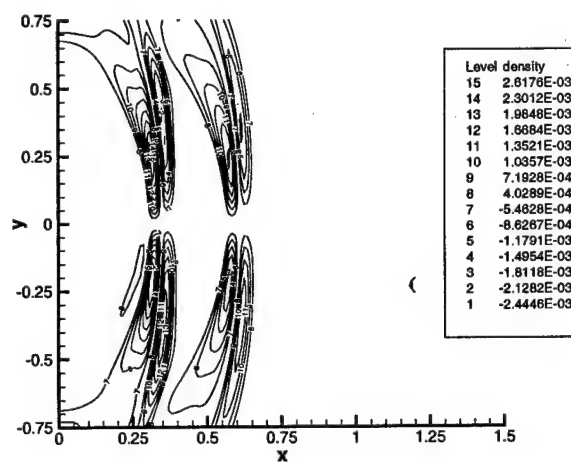 0.75
0.5
0.25
0
-0.25
-0.5
-0.75
y
0
0.25
0.5
0.75
1
1.25
1.5
x
Level density
15 2.6176E-03
14 2.3012E-03
13 1.9848E-03
12 1.6684E-03
11 1.3521E-03
10 1.0357E-03
9 7.1928E-04
8 4.0289E-04
7 -5.4628E-04
6 -8.6267E-04
5 -1.1791E-03
4 -1.4954E-03
3 -1.8118E-03
2 -2.1282E-03
1 -2.4446E-03